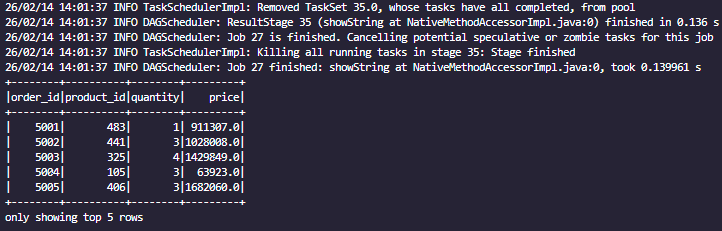 26/02/14 14:01:37 INFO TaskSchedulerImpl: Removed TaskSet 35.0, whose tasks have all completed, from pool
26/02/14 14:01:37 INFO DAGScheduler: ResultStage 35 (showString at NativeMethodAccessorImpl.java:0) finished in 0.136 s
26/02/14 14:01:37 INFO DAGScheduler: Job 27 is finished. Cancelling potential speculative or zombie tasks for this job
26/02/14 14:01:37 INFO TaskSchedulerImpl: Killing all running tasks in stage 35: Stage finished
26/02/14 14:01:37 INFO DAGScheduler: Job 27 finished: showString at NativeMethodAccessorImpl.java:0, took 0.139961 s
+--------+----------+--------+---------+
|order_id|product_id|quantity|    price|
+--------+----------+--------+---------+
|    5001|       483|       1| 911307.0|
|    5002|       441|       3|1028008.0|
|    5003|       325|       4|1429849.0|
|    5004|       105|       3|  63923.0|
|    5005|       406|       3|1682060.0|
+--------+----------+--------+---------+
only showing top 5 rows